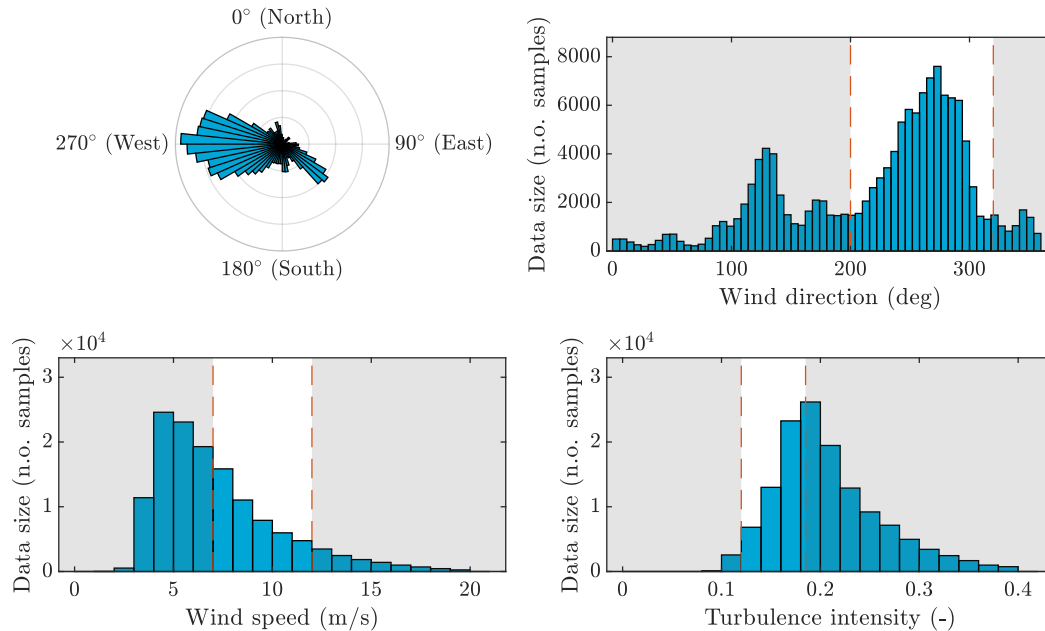 0° (North)
270° (West)
90° (East)
180° (South)
Data size (n.o. samples)
8000
6000
4000
2000
0
0
100
200
300
Wind direction (deg)
×10⁴
Data size (n.o. samples)
3
2
1
0
0
5
10
15
20
Wind speed (m/s)
×10⁴
Data size (n.o. samples)
3
2
1
0
0
0.1
0.2
0.3
0.4
Turbulence intensity (-)